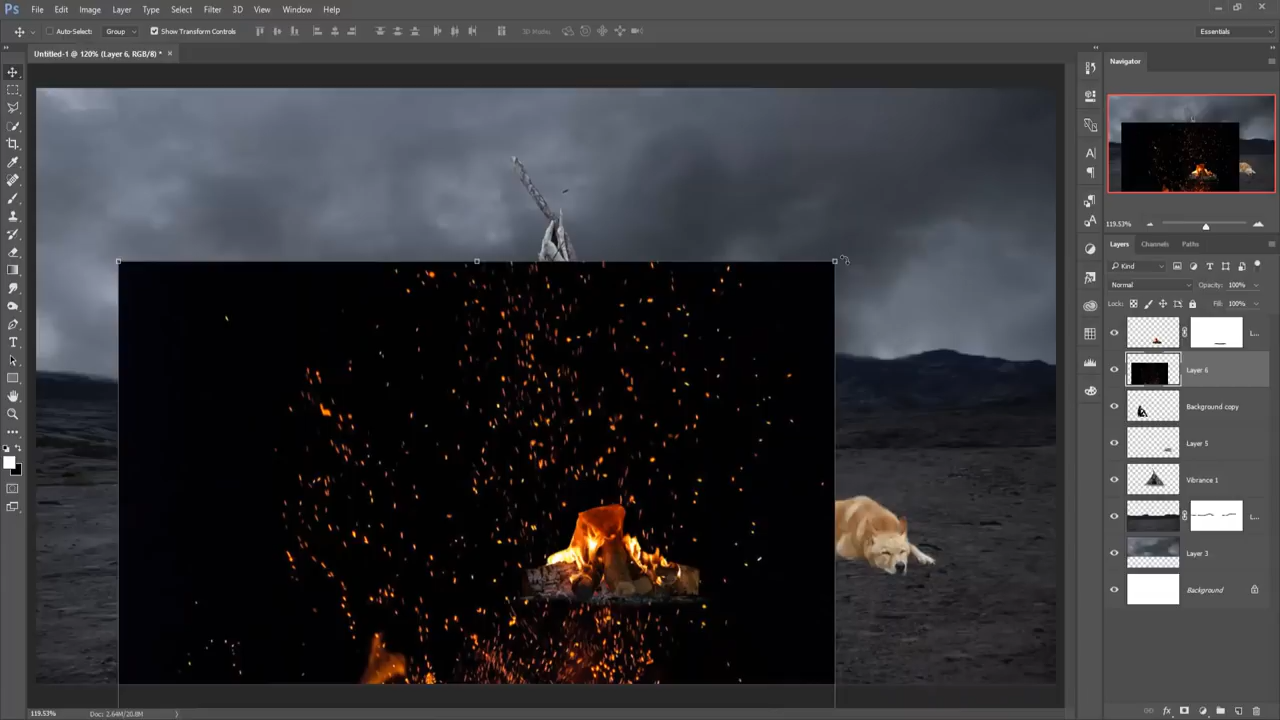 Ps File Edit Image Layer Type Select Filter 3D View Window Help
Auto-Select: Group Show Transform Controls 3D Mode: Essentials
Untitled-1 @ 120% (Layer 6, RGB/8) * ×
Navigator
119.53%
Layers Channels Paths
Kind
Normal Opacity: 100%
Lock: Fill: 100%
L...
Layer 6
Background copy
Layer 5
Vibrance 1
L...
Layer 3
Background
119.53% Doc: 2.64M/20.8M